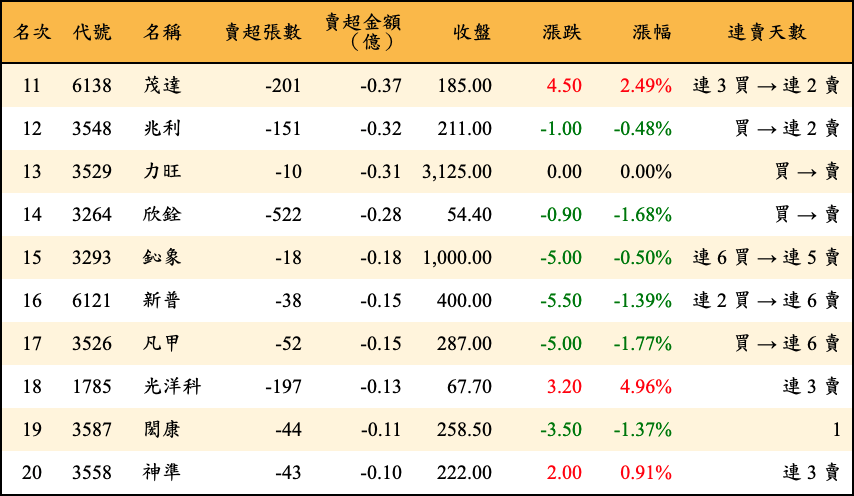 名次 代號 名稱 賣超張數 賣超金額（億） 收盤 漲跌 漲幅 連賣天數
11 6138 茂達 -201 -0.37 185.00 4.50 2.49% 連 3 買 → 連 2 賣
12 3548 兆利 -151 -0.32 211.00 -1.00 -0.48% 買 → 連 2 賣
13 3529 力旺 -10 -0.31 3,125.00 0.00 0.00% 買 → 賣
14 3264 欣銓 -522 -0.28 54.40 -0.90 -1.68% 買 → 賣
15 3293 鈊象 -18 -0.18 1,000.00 -5.00 -0.50% 連 6 買 → 連 5 賣
16 6121 新普 -38 -0.15 400.00 -5.50 -1.39% 連 2 買 → 連 6 賣
17 3526 凡甲 -52 -0.15 287.00 -5.00 -1.77% 買 → 連 6 賣
18 1785 光洋科 -197 -0.13 67.70 3.20 4.96% 連 3 賣
19 3587 閎康 -44 -0.11 258.50 -3.50 -1.37% 1
20 3558 神準 -43 -0.10 222.00 2.00 0.91% 連 3 賣